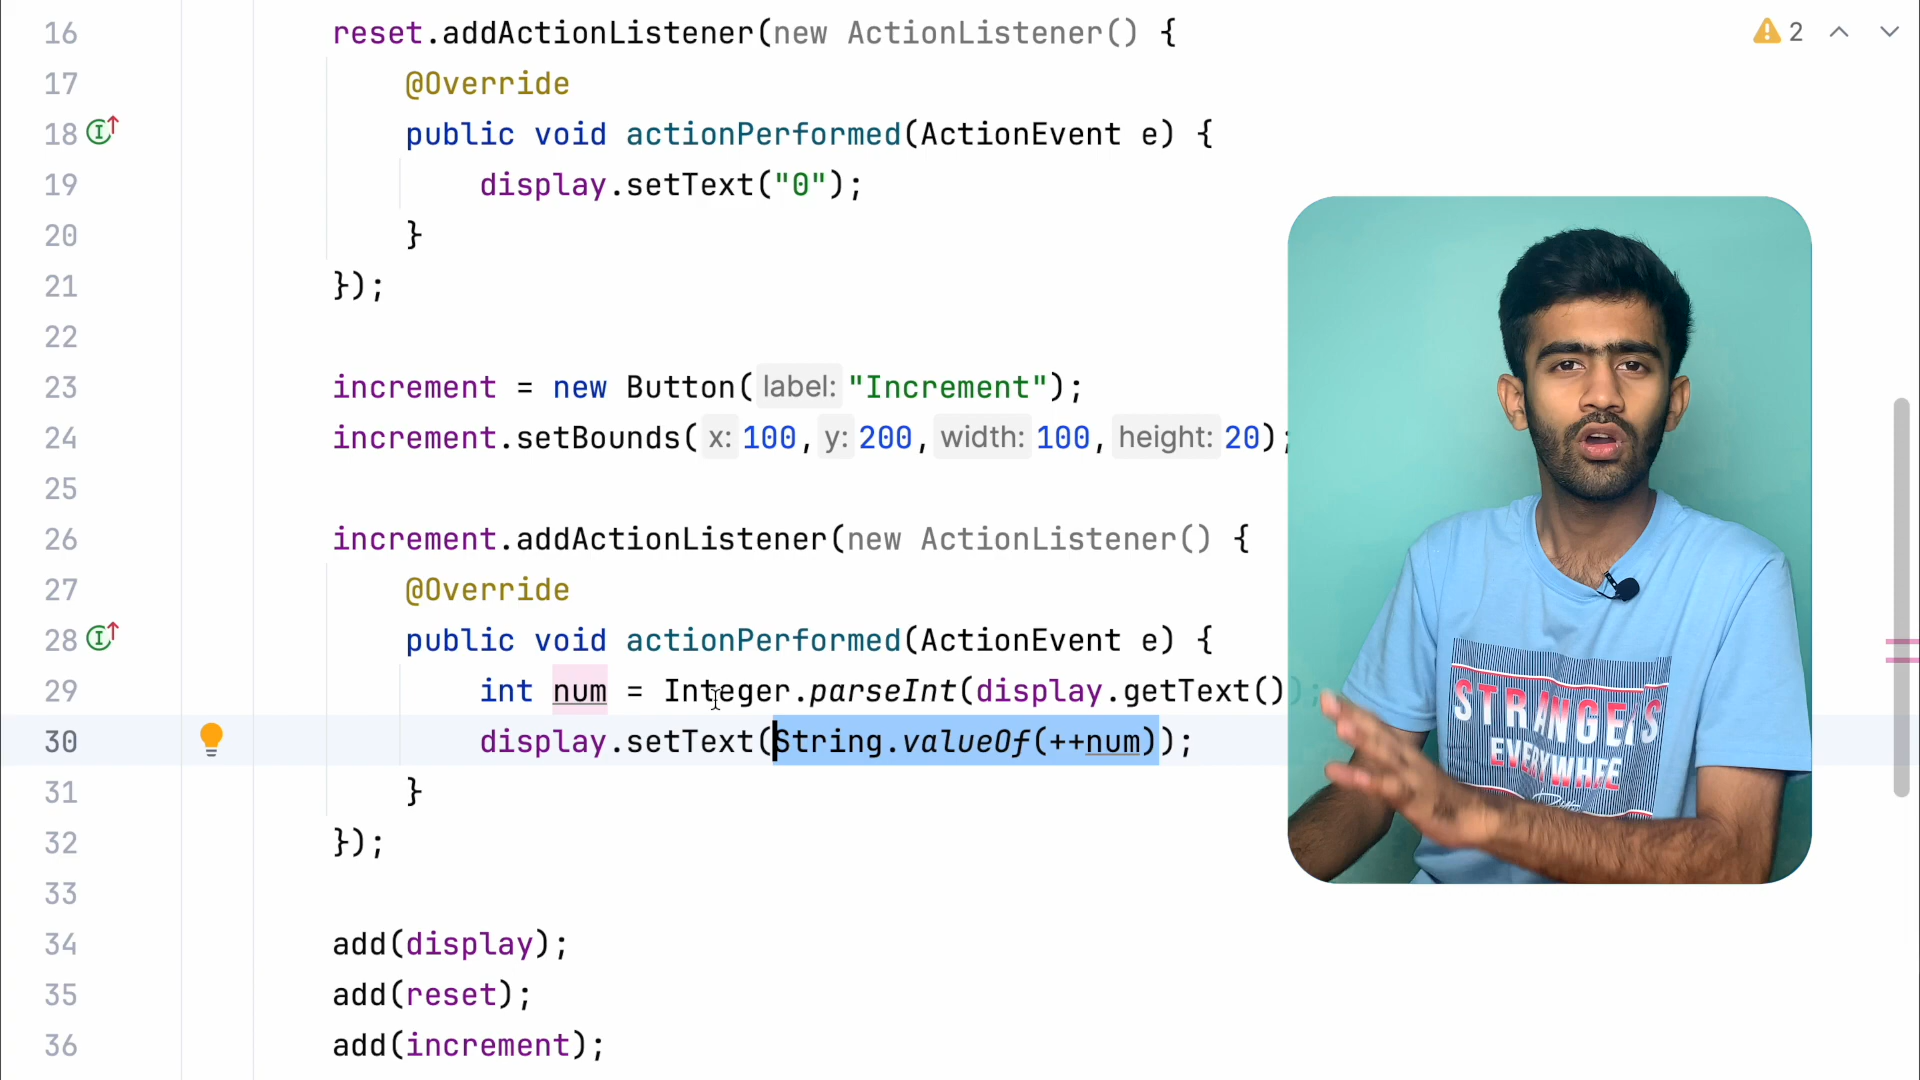 16 reset.addActionListener(new ActionListener() {
2
17 @Override
18 public void actionPerformed(ActionEvent e) {
19 display.setText("0");
20 }
21 });
22
23 increment = new Button( label: "Increment");
24 increment.setBounds( x: 100, y: 200, width: 100, height: 20);
25
26 increment.addActionListener(new ActionListener() {
27 @Override
28 public void actionPerformed(ActionEvent e) {
29 int num = Integer.parseInt(display.getText());
30 display.setText(String.valueOf(++num));
31 }
32 });
33
34 add(display);
35 add(reset);
36 add(increment);
STRANGERS
EVERYWHERE